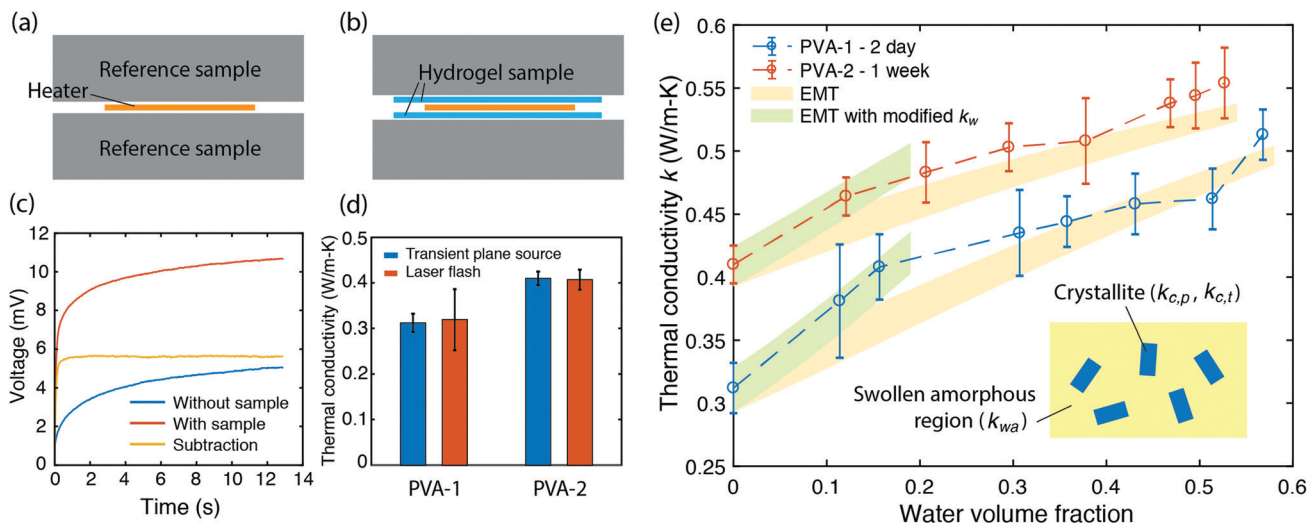 (a)
Reference sample
Heater
Reference sample
(b)
Hydrogel sample
(c)
Voltage (mV)
12
10
8
6
4
2
0
Without sample
With sample
Subtraction
0 2 4 6 8 10 12 14
Time (s)
(d)
Thermal conductivity (W/m-K)
0.5
0.4
0.3
0.2
0.1
0
Transient plane source
Laser flash
PVA-1 PVA-2
(e)
Thermal conductivity k (W/m-K)
0.6
0.55
0.5
0.45
0.4
0.35
0.3
0.25
PVA-1 - 2 day
PVA-2 - 1 week
EMT
EMT with modified kw
Crystallite (kc,p, kc,t)
Swollen amorphous
region (kwa)
0 0.1 0.2 0.3 0.4 0.5 0.6
Water volume fraction